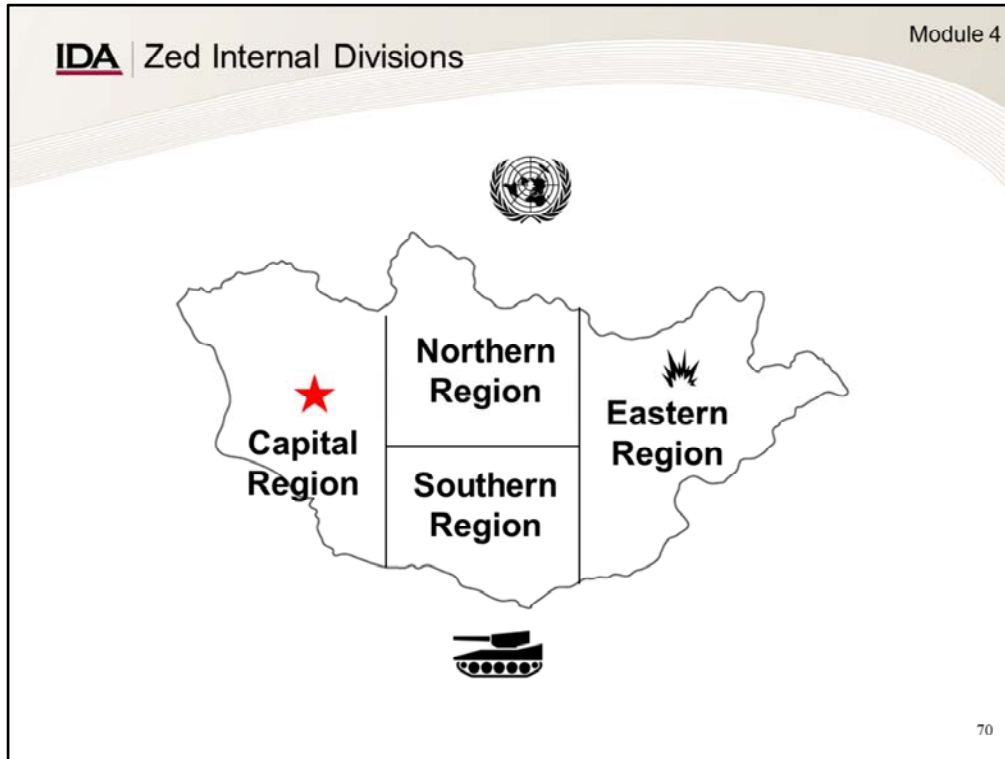 Module 4
IDA Zed Internal Divisions
Northern
Region
Capital
Region
Southern
Region
Eastern
Region
70